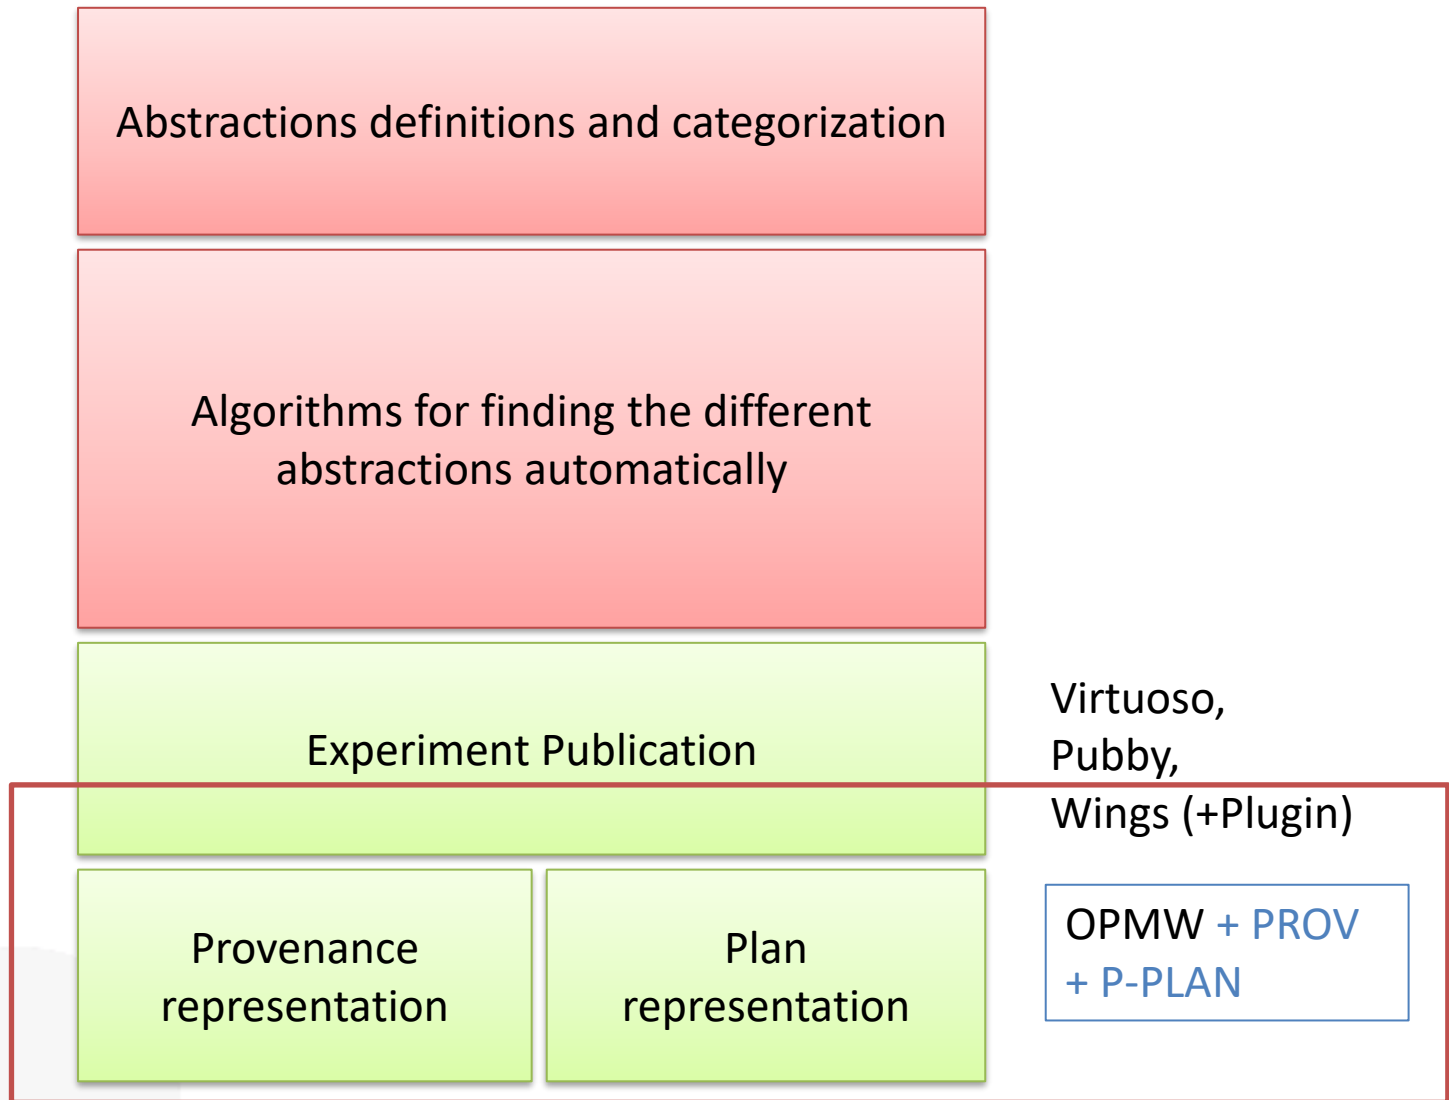 Abstractions definitions and categorization
Algorithms for finding the different
abstractions automatically
Experiment Publication
Virtuoso,
Pubby,
Wings (+Plugin)
Provenance
representation
Plan
representation
OPMW + PROV
+ P-PLAN